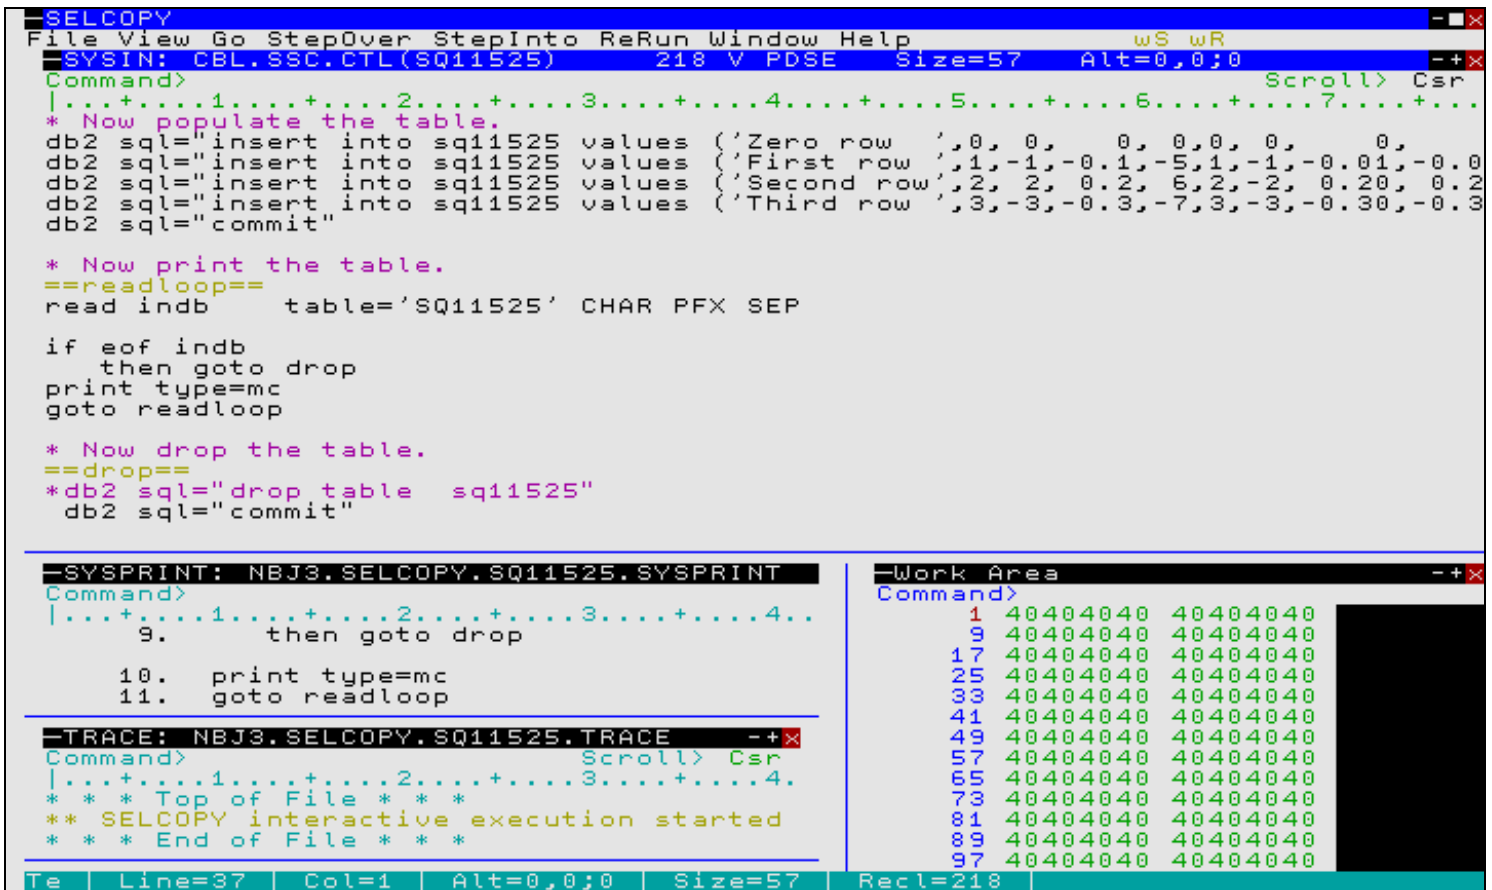 SELCOPY
File View Go StepOver StepInto ReRun Window Help wS wR
SYSIN: CBL.SSC.CTL(SQ11525) 218 V PDSE Size=57 Alt=0,0;0
Command> Scroll> Csr
|...+....1....+....2....+....3....+....4....+....5....+....6....+....7....+...
* Now populate the table.
db2 sql="insert into sq11525 values ('Zero row  ',0, 0,   0, 0,0, 0,    0,
db2 sql="insert into sq11525 values ('First row ',1,-1,-0.1,-5,1,-1,-0.01,-0.0
db2 sql="insert into sq11525 values ('Second row',2, 2, 0.2, 6,2,-2, 0.20, 0.2
db2 sql="insert into sq11525 values ('Third row ',3,-3,-0.3,-7,3,-3,-0.30,-0.3
db2 sql="commit"
* Now print the table.
==readloop==
read indb    table='SQ11525' CHAR PFX SEP
if eof indb
   then goto drop
print type=mc
goto readloop
* Now drop the table.
==drop==
*db2 sql="drop table  sq11525"
 db2 sql="commit"
SYSPRINT: NBJ3.SELCOPY.SQ11525.SYSPRINT
Command>
|...+....1....+....2....+....3....+....4..
9.     then goto drop
10.  print type=mc
11.  goto readloop
TRACE: NBJ3.SELCOPY.SQ11525.TRACE
Command> Scroll> Csr
|...+....1....+....2....+....3....+....4.
* * * Top of File * * *
** SELCOPY interactive execution started
* * * End of File * * *
Work Area
Command>
1 40404040 40404040
9 40404040 40404040
17 40404040 40404040
25 40404040 40404040
33 40404040 40404040
41 40404040 40404040
49 40404040 40404040
57 40404040 40404040
65 40404040 40404040
73 40404040 40404040
81 40404040 40404040
89 40404040 40404040
97 40404040 40404040
Te | Line=37 | Col=1 | Alt=0,0;0 | Size=57 | Recl=218 |